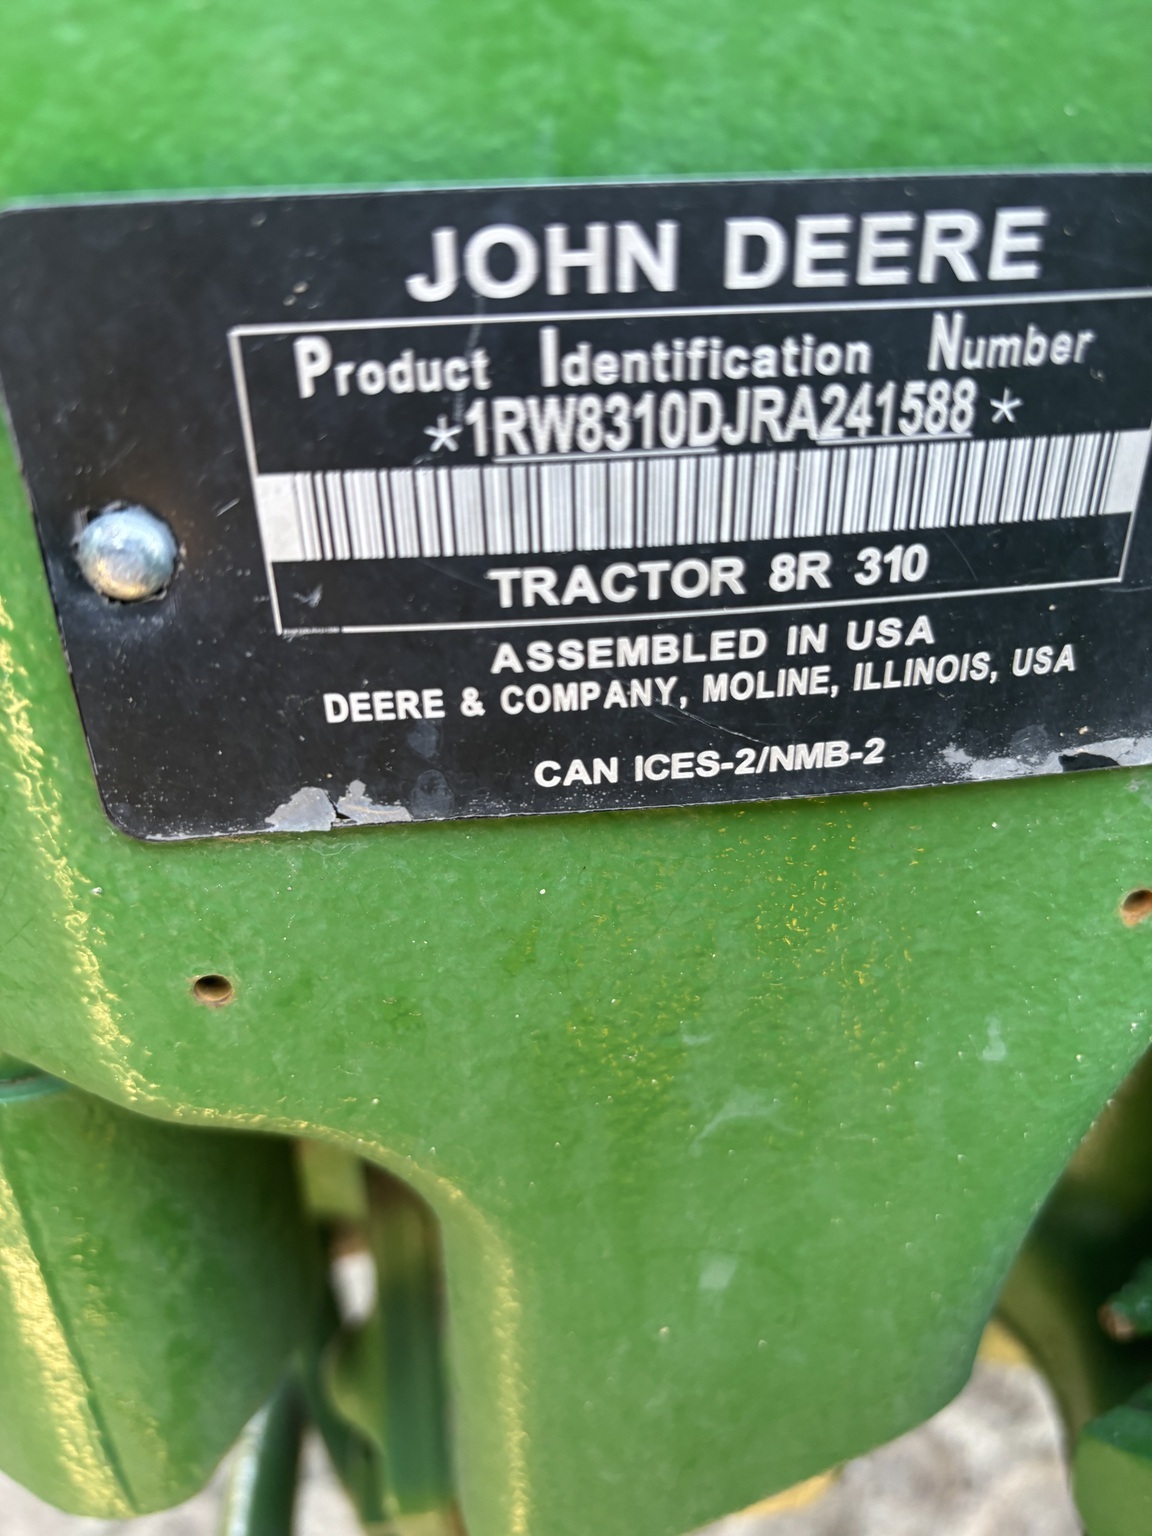 JOHN DEERE
Product Identification Number
*1RW8310DJRA241588*
TRACTOR 8R 310
ASSEMBLED IN USA
DEERE & COMPANY, MOLINE, ILLINOIS, USA
CAN ICES-2/NMB-2